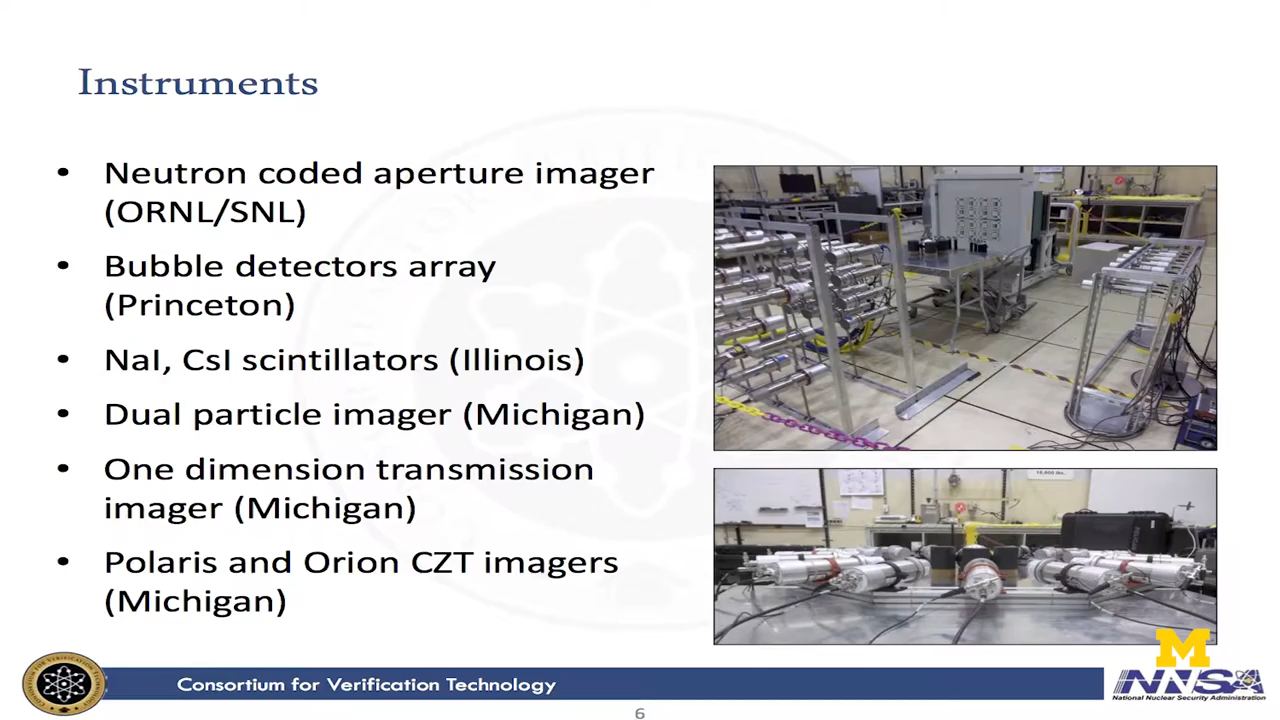 Instruments
• Neutron coded aperture imager
(ORNL/SNL)
• Bubble detectors array
(Princeton)
• NaI, CsI scintillators (Illinois)
• Dual particle imager (Michigan)
• One dimension transmission
imager (Michigan)
• Polaris and Orion CZT imagers
(Michigan)
Consortium for Verification Technology
M
NNSA
National Nuclear Security Administration
6